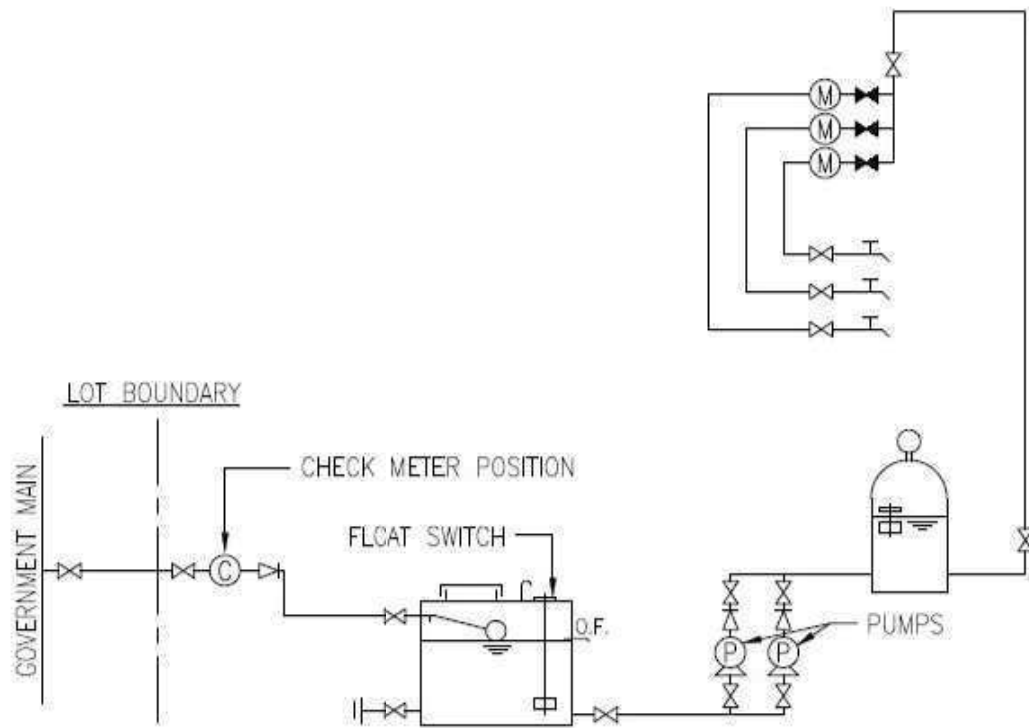 M
M
M
LOT BOUNDARY
CHECK METER POSITION
GOVERNMENT MAIN
FLCAT SWITCH
C
O.F.
P
P
PUMPS